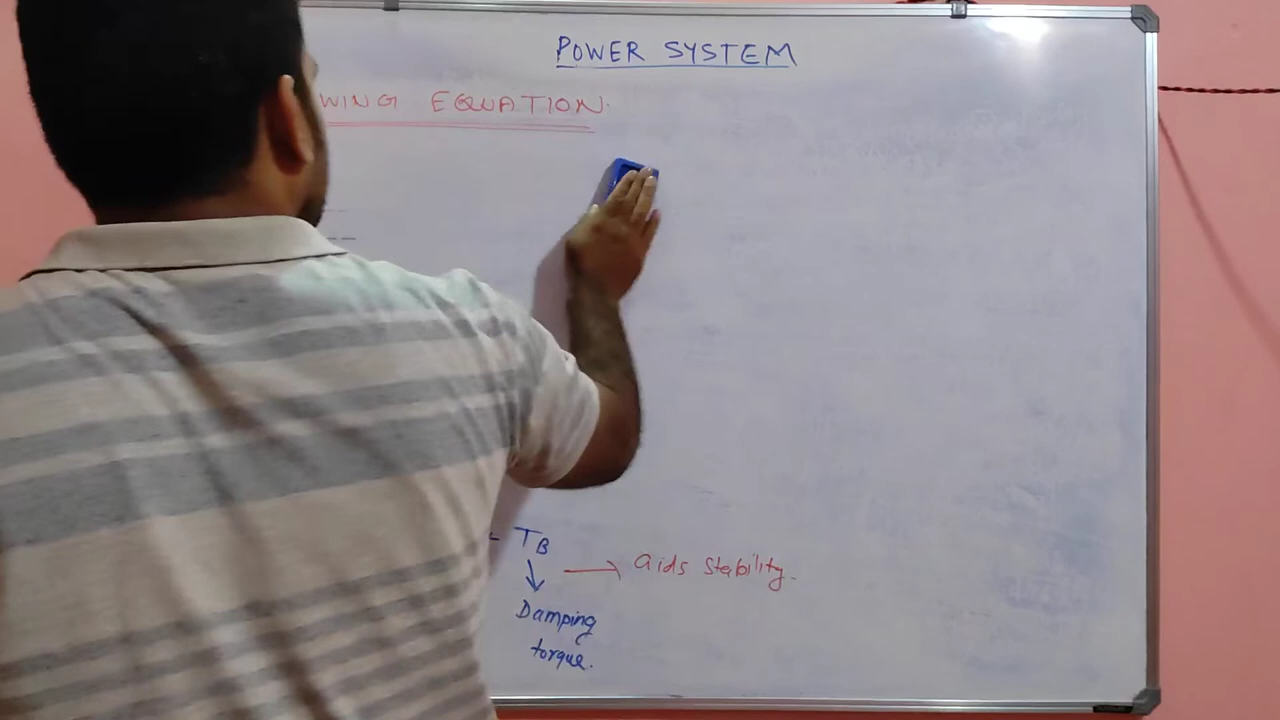 POWER SYSTEM
WING EQUATION.
- TB
aids stability.
Damping
torque.